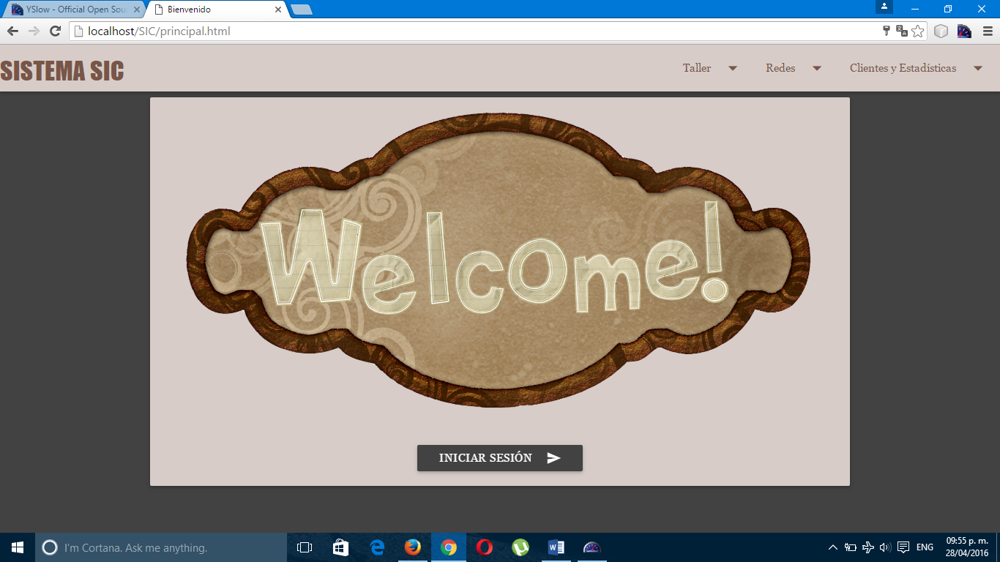 YSlow - Official Open Sou
Bienvenido
localhost/SIC/principal.html
SISTEMA SIC
Taller
Redes
Clientes y Estadísticas
Welcome!
INICIAR SESIÓN
I'm Cortana. Ask me anything.
ENG
09:55 p. m.
28/04/2016